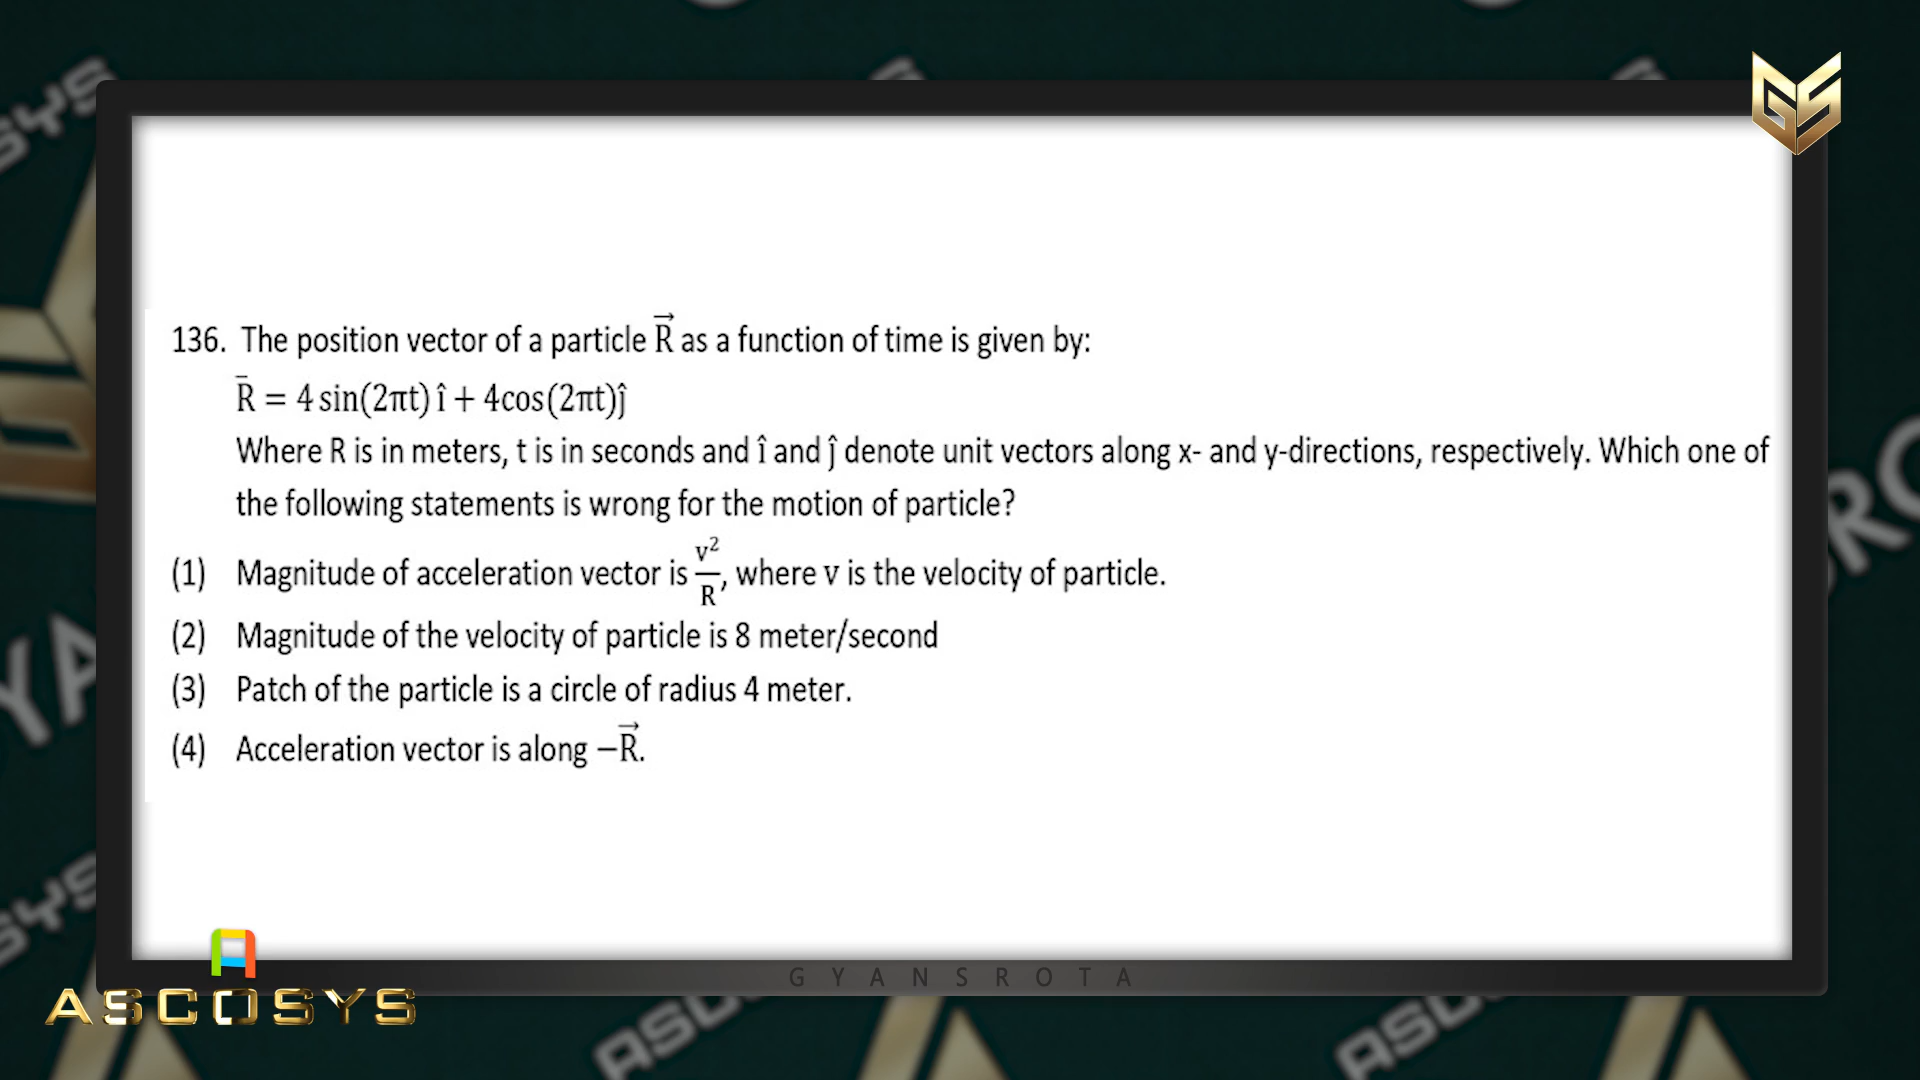 GS
136. The position vector of a particle R⃗ as a function of time is given by:
R̄ = 4 sin(2πt) î + 4cos(2πt)ĵ
Where R is in meters, t is in seconds and î and ĵ denote unit vectors along x- and y-directions, respectively. Which one of
the following statements is wrong for the motion of particle?
(1) Magnitude of acceleration vector is v²/R, where v is the velocity of particle.
(2) Magnitude of the velocity of particle is 8 meter/second
(3) Patch of the particle is a circle of radius 4 meter.
(4) Acceleration vector is along −R⃗.
GYANSROTA
ASCOSYS